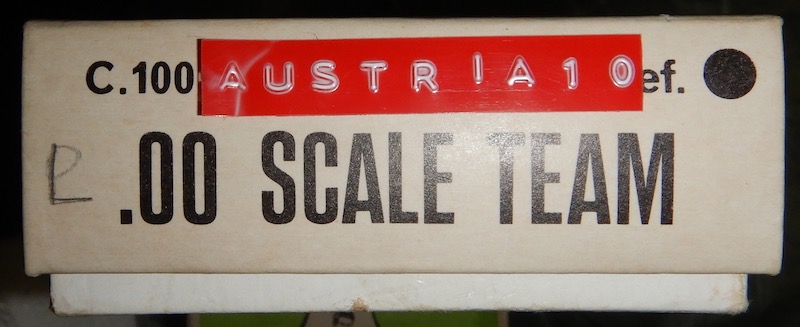 C.100 AUSTRIA10 ef.
.00 SCALE TEAM